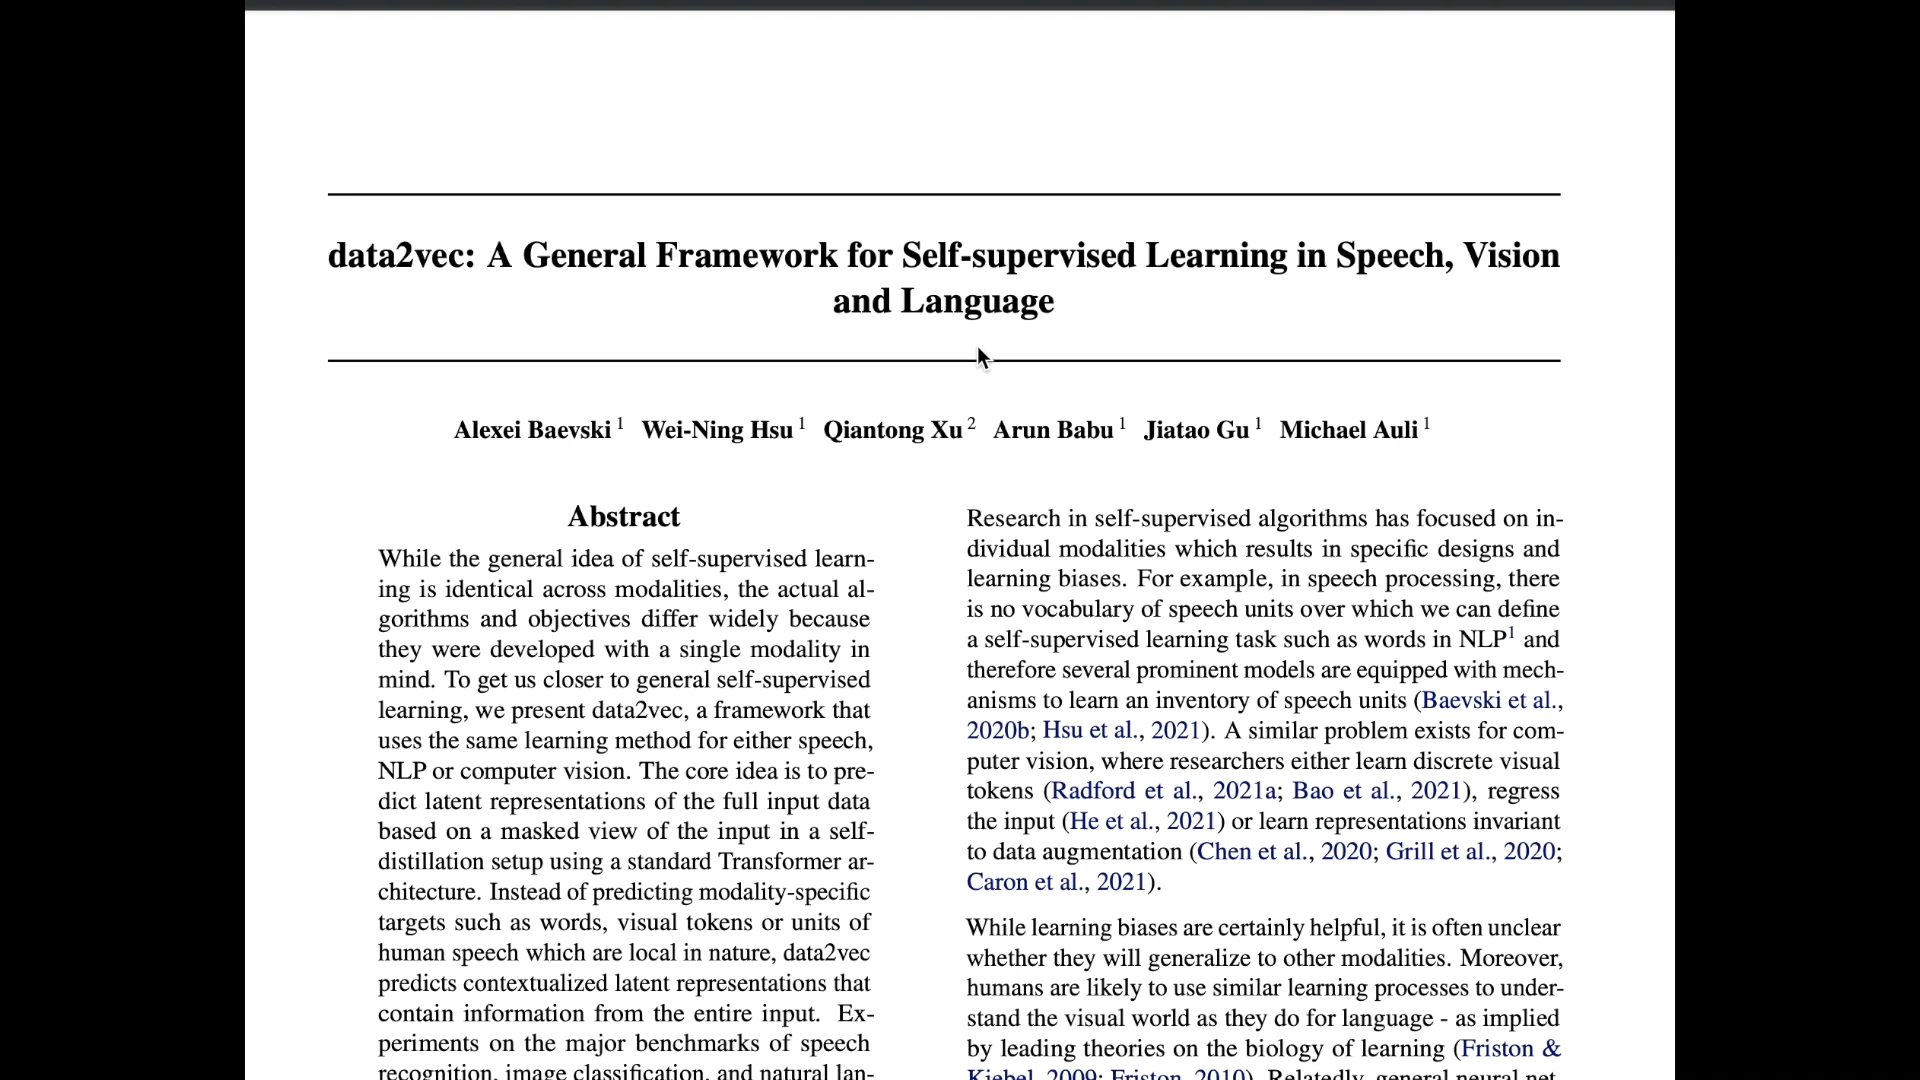 data2vec: A General Framework for Self-supervised Learning in Speech, Vision
and Language
Alexei Baevski 1 Wei-Ning Hsu 1 Qiantong Xu 2 Arun Babu 1 Jiatao Gu 1 Michael Auli 1
Abstract
While the general idea of self-supervised learn-
ing is identical across modalities, the actual al-
gorithms and objectives differ widely because
they were developed with a single modality in
mind. To get us closer to general self-supervised
learning, we present data2vec, a framework that
uses the same learning method for either speech,
NLP or computer vision. The core idea is to pre-
dict latent representations of the full input data
based on a masked view of the input in a self-
distillation setup using a standard Transformer ar-
chitecture. Instead of predicting modality-specific
targets such as words, visual tokens or units of
human speech which are local in nature, data2vec
predicts contextualized latent representations that
contain information from the entire input. Ex-
periments on the major benchmarks of speech
recognition, image classification, and natural lan-
Research in self-supervised algorithms has focused on in-
dividual modalities which results in specific designs and
learning biases. For example, in speech processing, there
is no vocabulary of speech units over which we can define
a self-supervised learning task such as words in NLP1 and
therefore several prominent models are equipped with mech-
anisms to learn an inventory of speech units (Baevski et al.,
2020b; Hsu et al., 2021). A similar problem exists for com-
puter vision, where researchers either learn discrete visual
tokens (Radford et al., 2021a; Bao et al., 2021), regress
the input (He et al., 2021) or learn representations invariant
to data augmentation (Chen et al., 2020; Grill et al., 2020;
Caron et al., 2021).
While learning biases are certainly helpful, it is often unclear
whether they will generalize to other modalities. Moreover,
humans are likely to use similar learning processes to under-
stand the visual world as they do for language - as implied
by leading theories on the biology of learning (Friston &
Kiebel, 2009; Friston, 2010). Relatedly, general neural net-